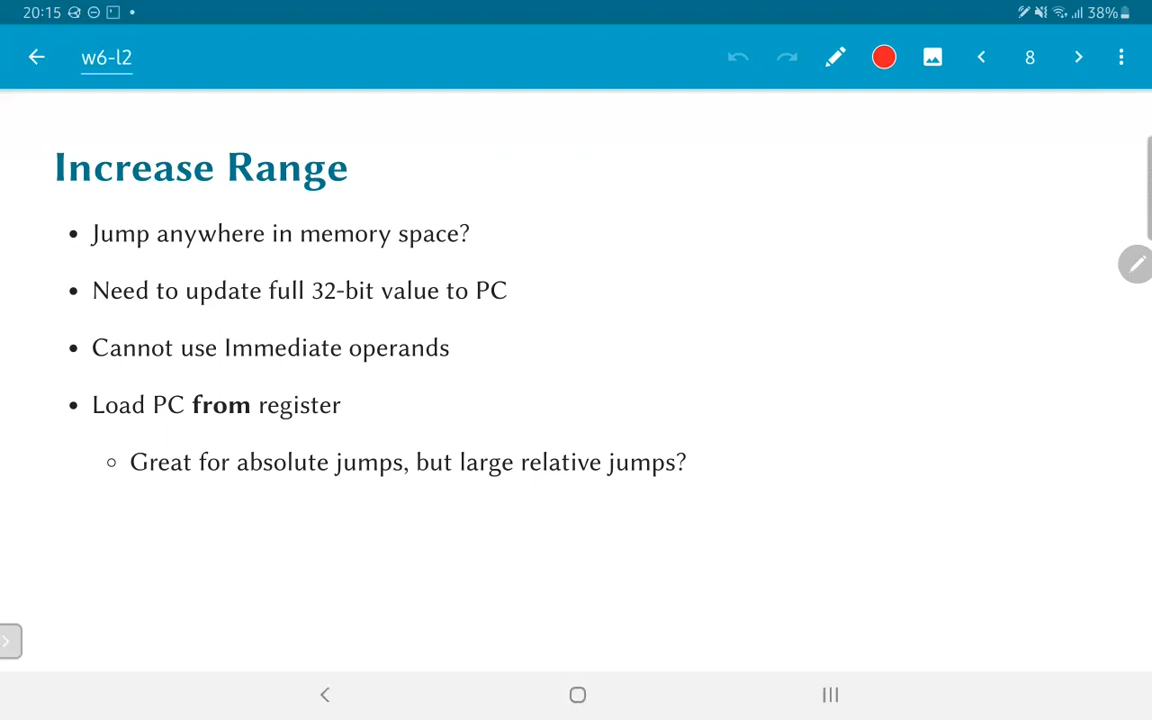 20:15
38%
w6-l2
8
Increase Range
• Jump anywhere in memory space?
• Need to update full 32-bit value to PC
• Cannot use Immediate operands
• Load PC from register
◦ Great for absolute jumps, but large relative jumps?